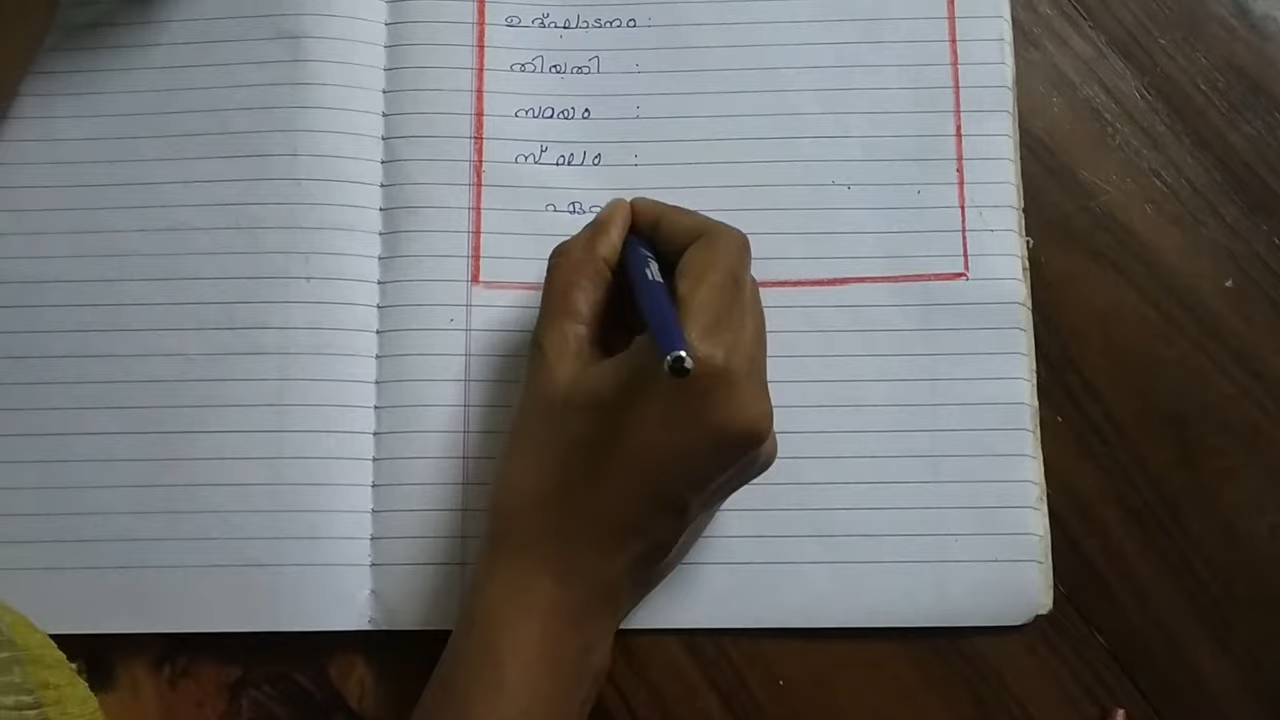 ഉദ്ഘാടനം :
തിയതി :
സമയം :
സ്ഥലം :